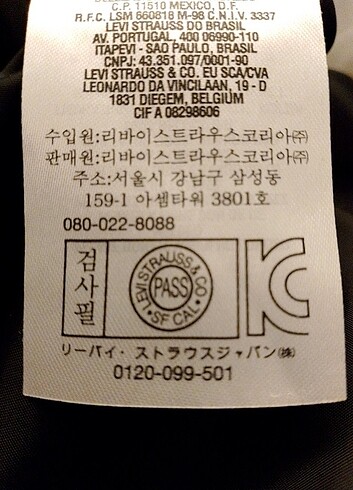 C.P. 11510 MEXICO, D.F.
R.F.C. LSM 660818 M-98 C.N.I.V. 3337
LEVI STRAUSS DO BRASIL
AV. PORTUGAL, 400 06990-110
ITAPEVI - SAO PAULO, BRASIL
CNPJ: 43.351.097/0001-90
LEVI STRAUSS & CO. EU SCA/CVA
LEONARDO DA VINCILAAN, 19 - D
1831 DIEGEM, BELGIUM
CIF A 08298606
수입원:리바이스트라우스코리아㈜
판매원:리바이스트라우스코리아㈜
주소:서울시 강남구 삼성동
159-1 아셈타워 3801호
080-022-8088
검사필
LEVI STRAUSS & CO
PASS
• SF CAL •
KC
リーバイ・ストラウスジャパン㈱
0120-099-501